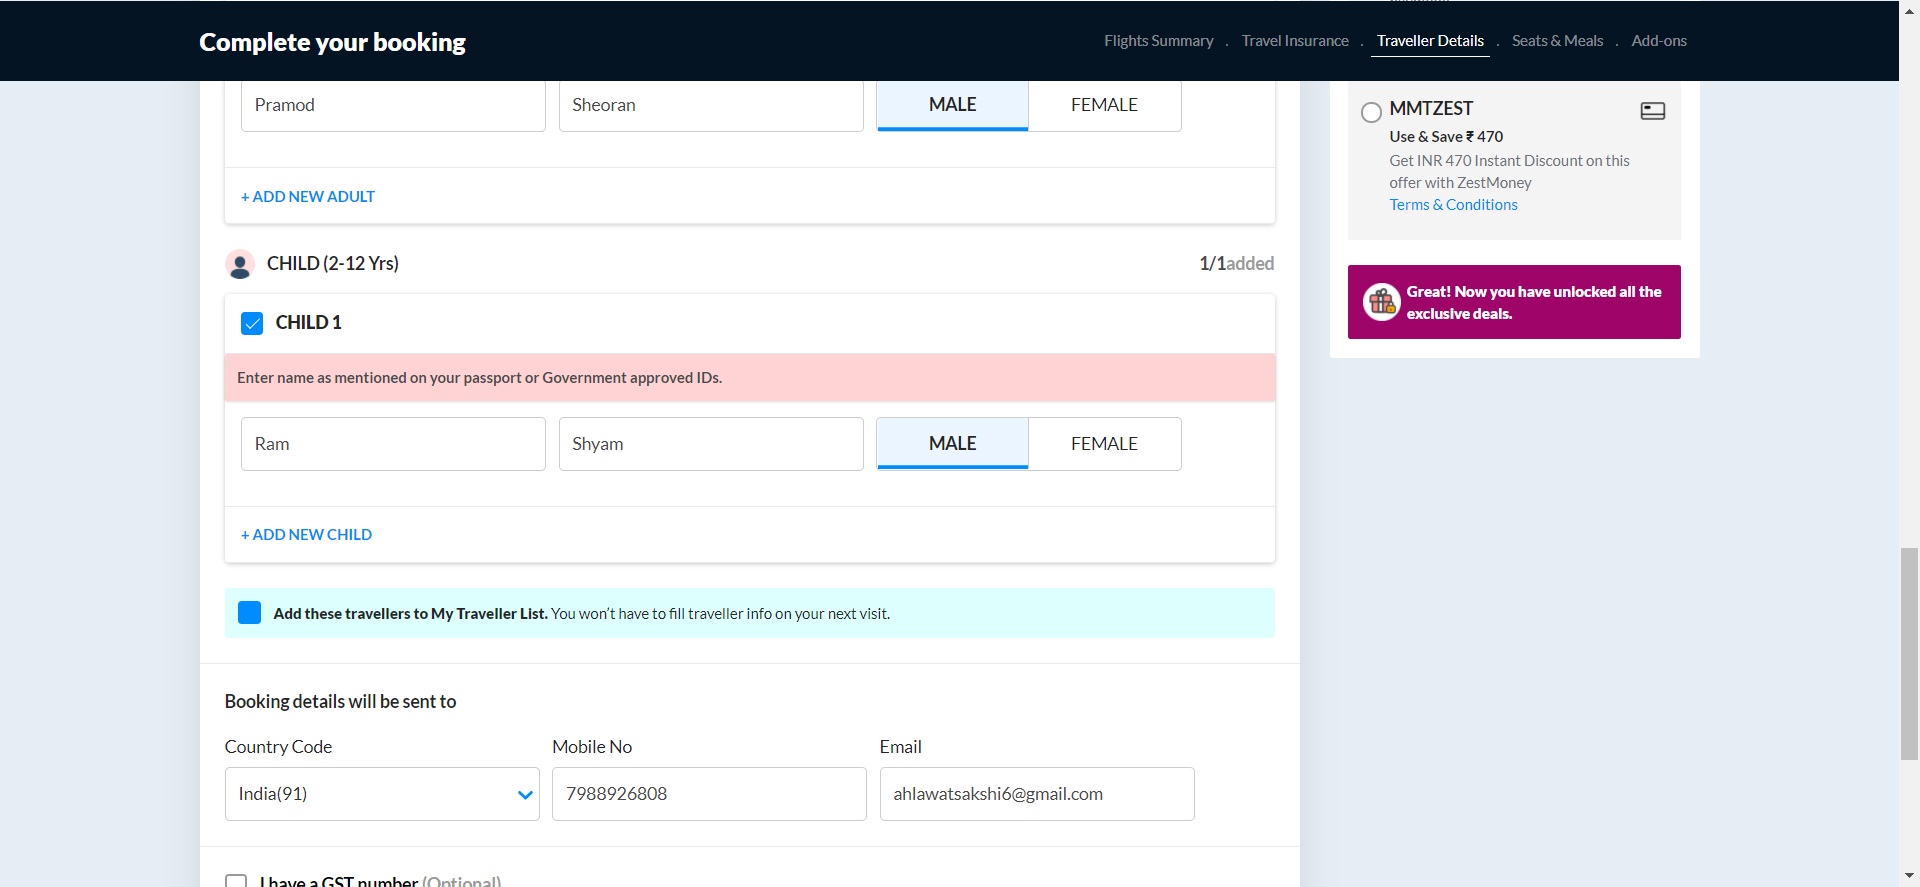 Complete your booking
Flights Summary . Travel Insurance . Traveller Details . Seats & Meals . Add-ons
Pramod
Sheoran
MALE
FEMALE
+ ADD NEW ADULT
CHILD (2-12 Yrs)
1/1added
CHILD 1
Enter name as mentioned on your passport or Government approved IDs.
Ram
Shyam
MALE
FEMALE
+ ADD NEW CHILD
Add these travellers to My Traveller List. You won't have to fill traveller info on your next visit.
Booking details will be sent to
Country Code
Mobile No
Email
India(91)
7988926808
ahlawatsakshi6@gmail.com
I have a GST number (Optional)
MMTZEST
Use & Save ₹ 470
Get INR 470 Instant Discount on this
offer with ZestMoney
Terms & Conditions
Great! Now you have unlocked all the
exclusive deals.